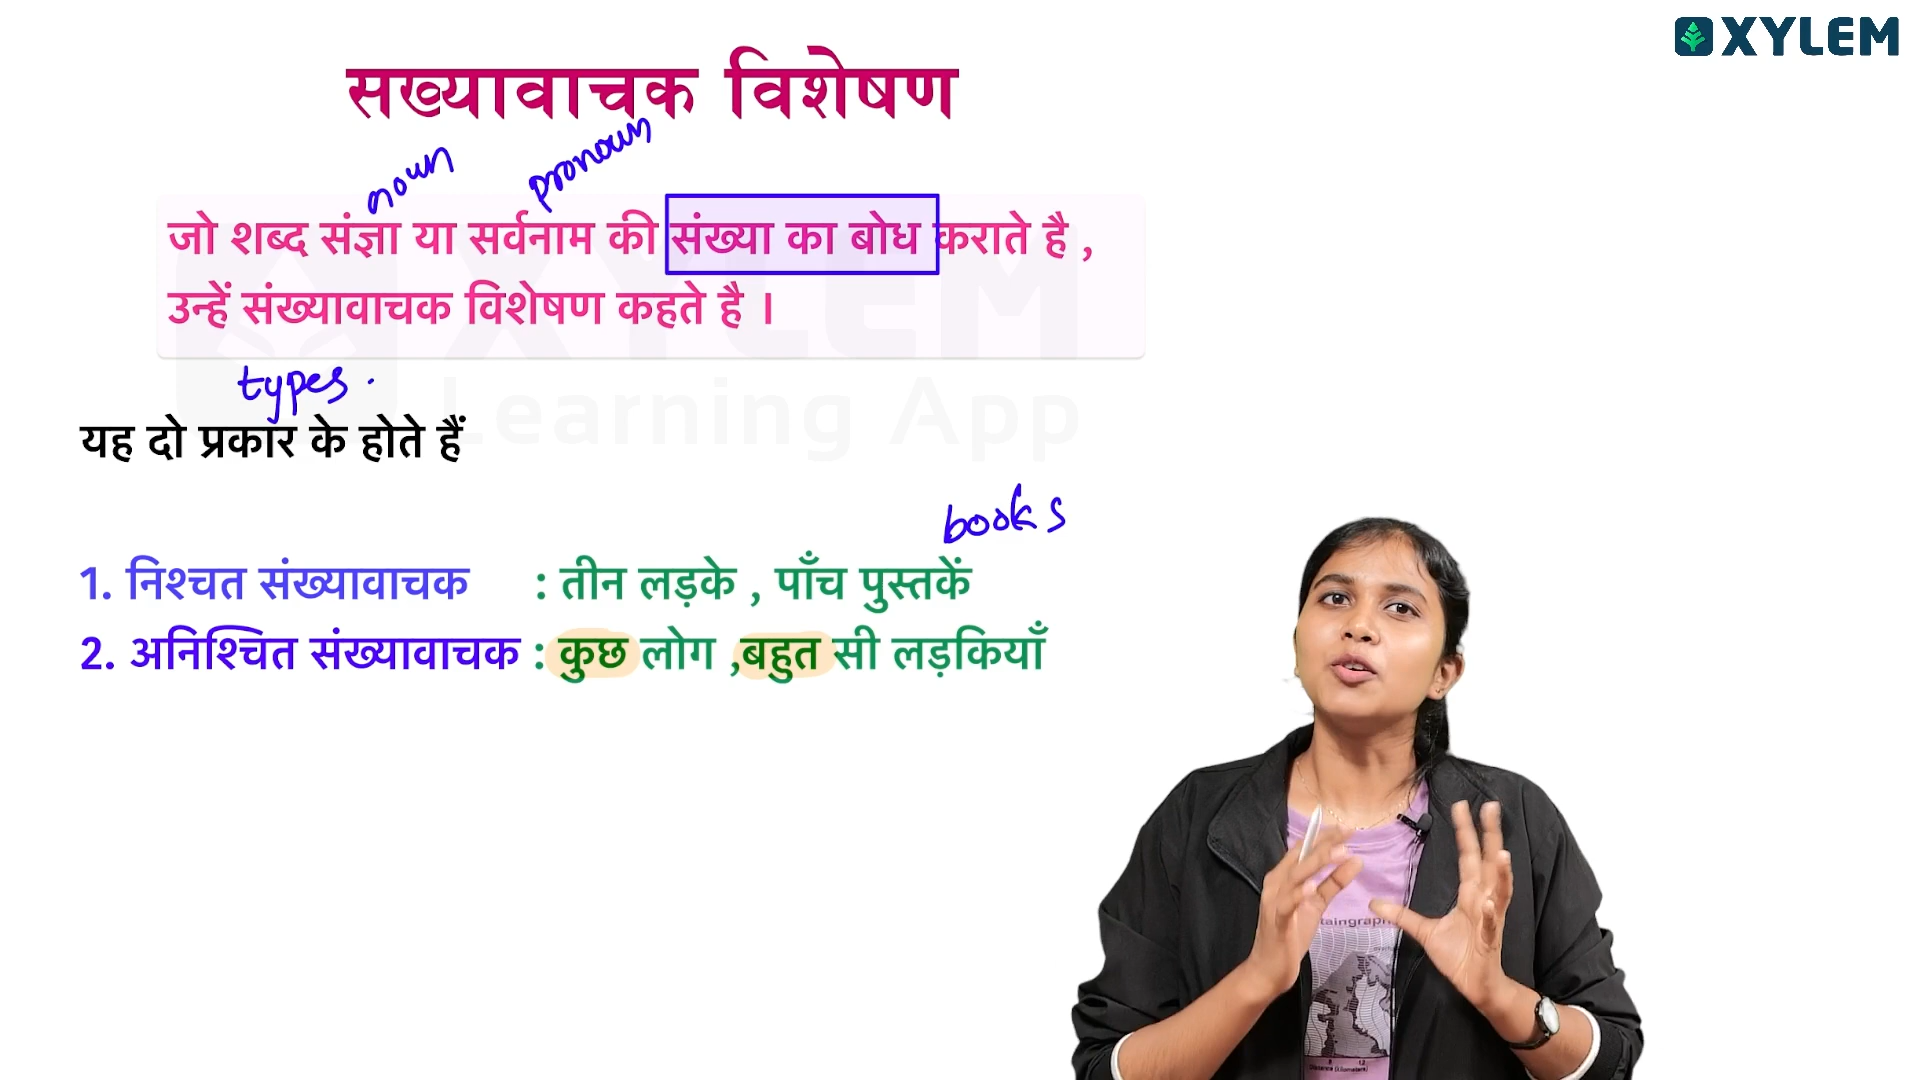 XYLEM
सख्यावाचक विशेषण
noun pronoun
जो शब्द संज्ञा या सर्वनाम की संख्या का बोध कराते है ,
उन्हें संख्यावाचक विशेषण कहते है ।
XYLEM
Learning App
types .
यह दो प्रकार के होते हैं
books
1. निश्चत संख्यावाचक : तीन लड़के , पाँच पुस्तकें
2. अनिश्चित संख्यावाचक : कुछ लोग ,बहुत सी लड़कियाँ